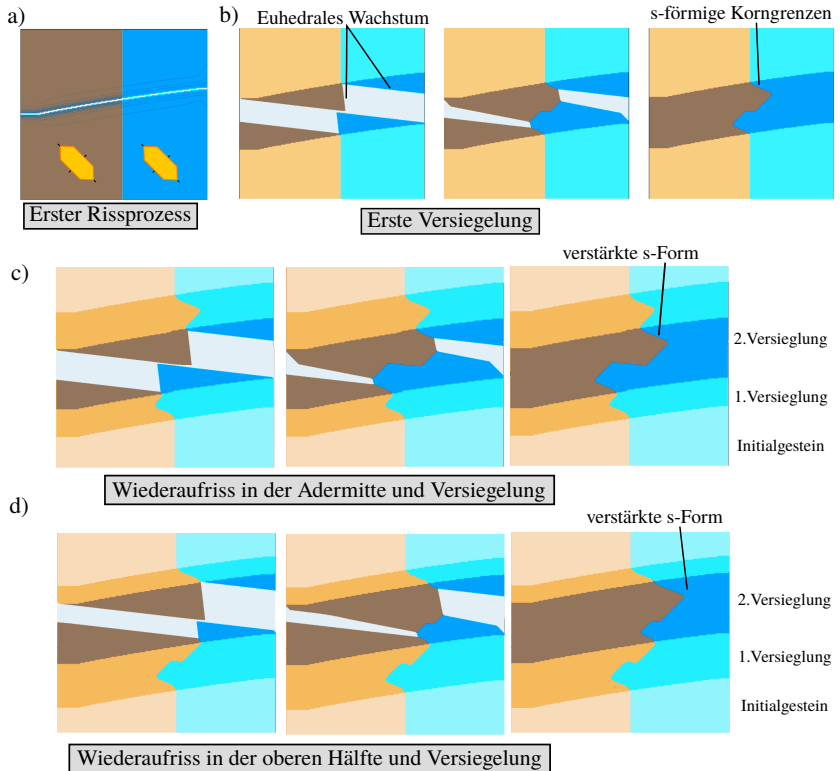 a)
Erster Rissprozess
b)
Euhedrales Wachstum
s-förmige Korngrenzen
Erste Versiegelung
c)
verstärkte s-Form
2.Versieglung
1.Versieglung
Initialgestein
Wiederaufriss in der Adermitte und Versiegelung
d)
verstärkte s-Form
2.Versieglung
1.Versieglung
Initialgestein
Wiederaufriss in der oberen Hälfte und Versiegelung